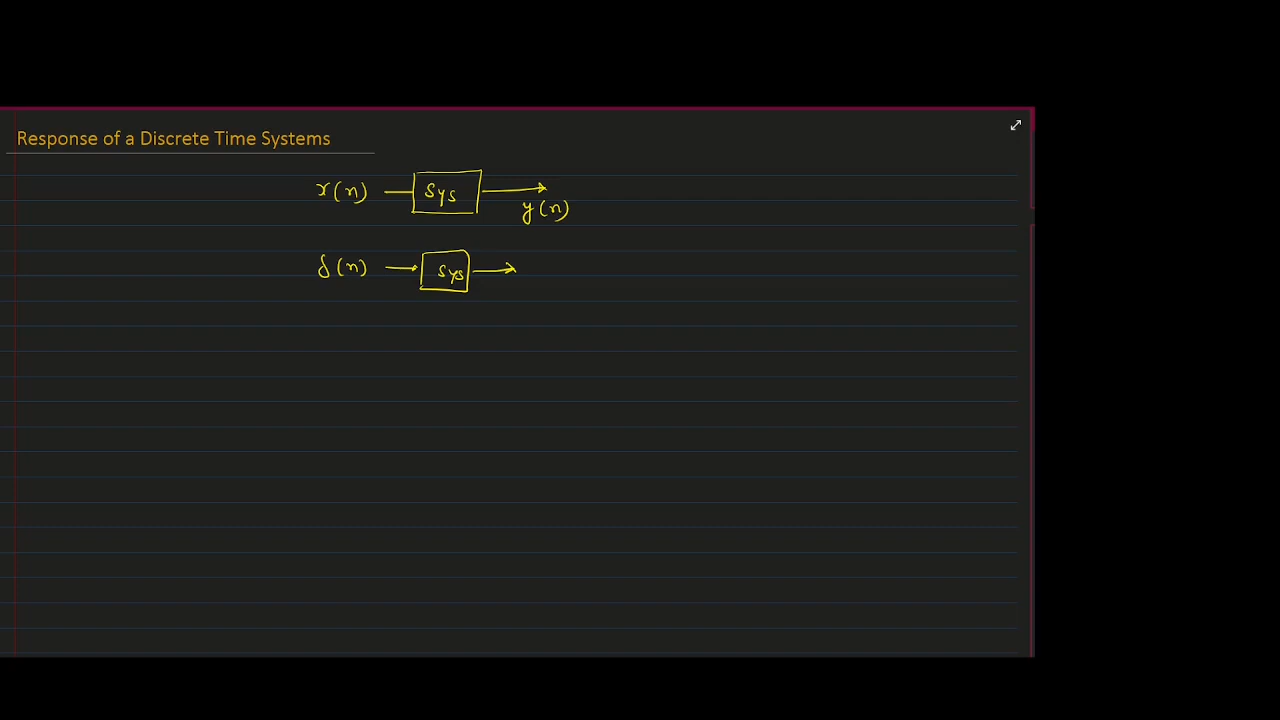 Response of a Discrete Time Systems
x(n) Sys y(n)
δ(n) Sys